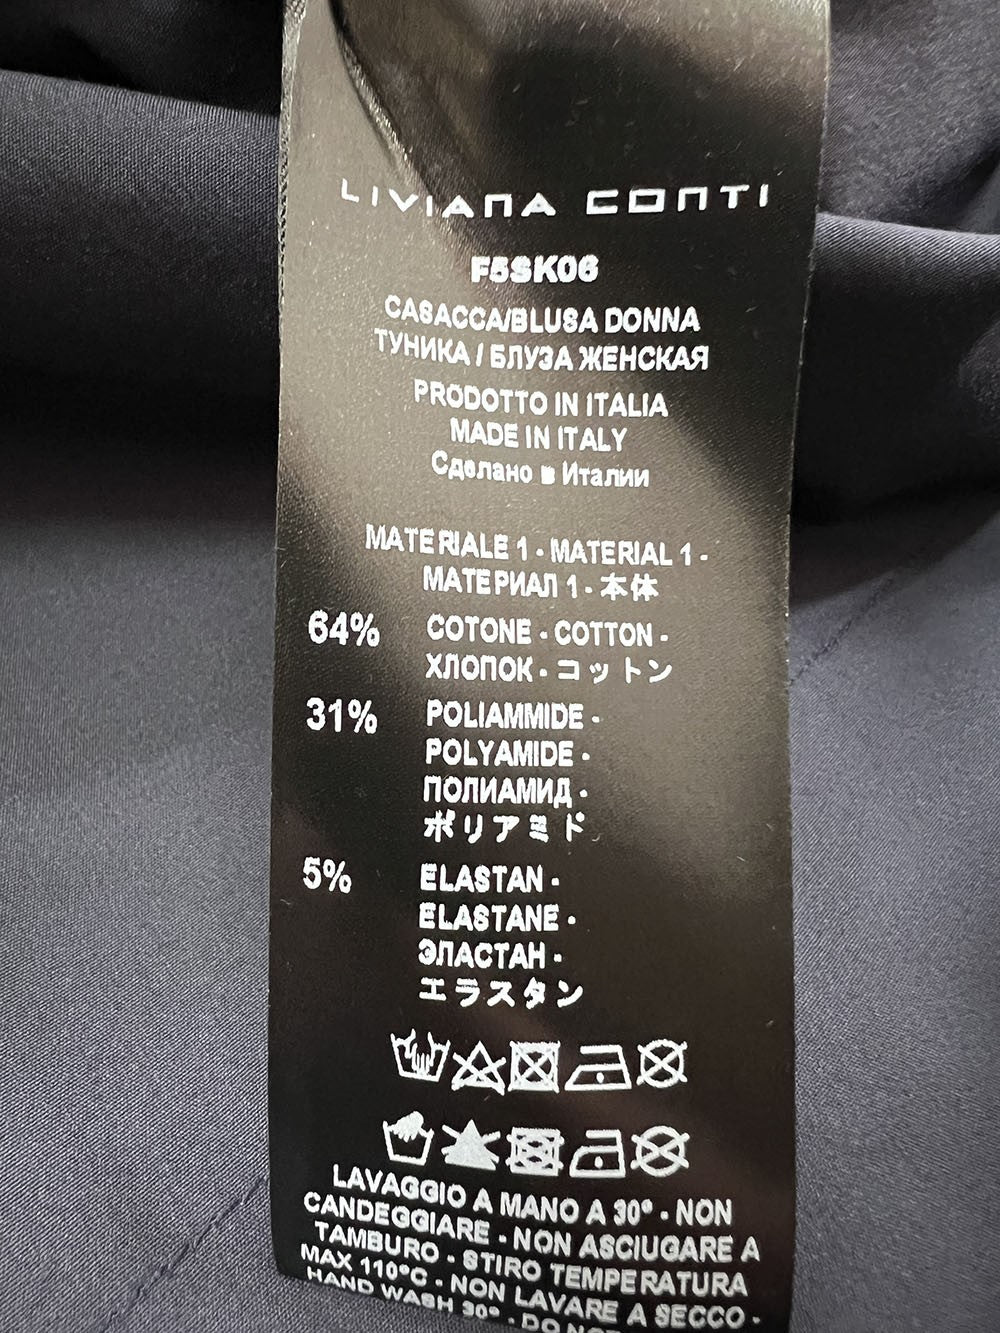 LIVIANA CONTI
F5SK06
CASACCA/BLUSA DONNA
ТУНИКА / БЛУЗА ЖЕНСКАЯ
PRODOTTO IN ITALIA
MADE IN ITALY
Сделано в Италии
MATERIALE 1 - MATERIAL 1 -
МАТЕРИАЛ 1 - 本体
64% COTONE - COTTON -
ХЛОПОК - コットン
31% POLIAMMIDE -
POLYAMIDE -
ПОЛИАМИД -
ポリアミド
5% ELASTAN -
ELASTANE -
ЭЛАСТАН -
エラスタン
LAVAGGIO A MANO A 30° - NON
CANDEGGIARE - NON ASCIUGARE A
TAMBURO - STIRO TEMPERATURA
MAX 110°C - NON LAVARE A SECCO -
HAND WASH 30° - DO NOT